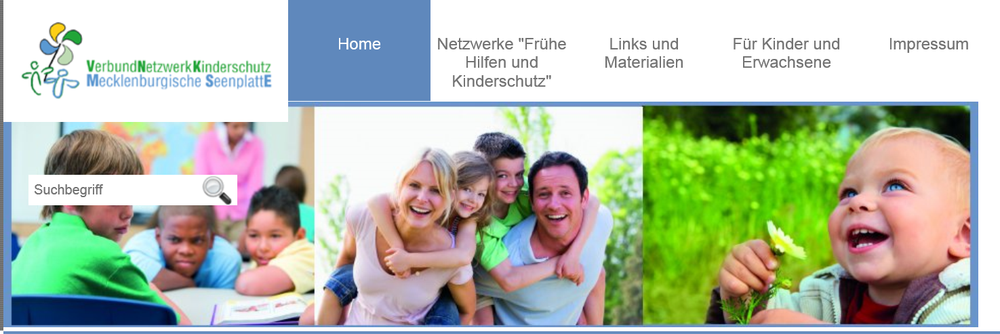 VerbundNetzwerkKinderschutz
Mecklenburgische SeenplattE
Home
Netzwerke "Frühe
Hilfen und
Kinderschutz"
Links und
Materialien
Für Kinder und
Erwachsene
Impressum
Suchbegriff